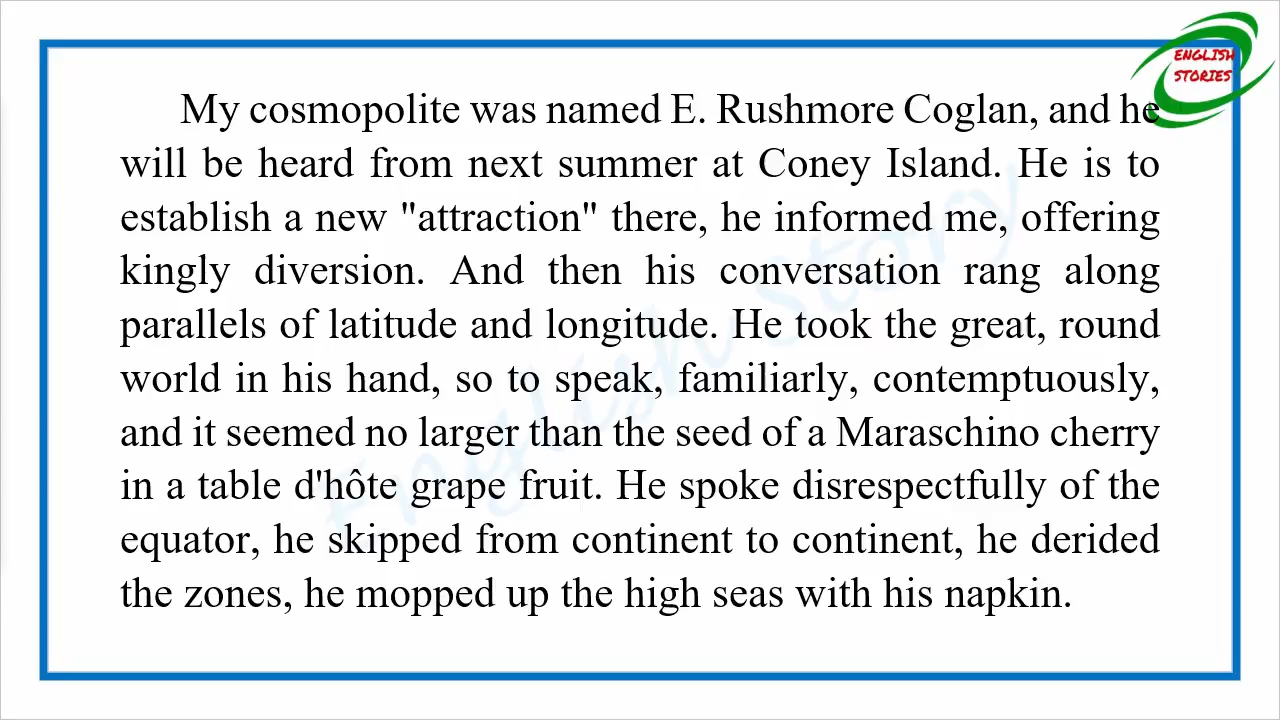 ENGLISH
STORIES
My cosmopolite was named E. Rushmore Coglan, and he
will be heard from next summer at Coney Island. He is to
establish a new "attraction" there, he informed me, offering
kingly diversion. And then his conversation rang along
parallels of latitude and longitude. He took the great, round
world in his hand, so to speak, familiarly, contemptuously,
and it seemed no larger than the seed of a Maraschino cherry
in a table d'hôte grape fruit. He spoke disrespectfully of the
equator, he skipped from continent to continent, he derided
the zones, he mopped up the high seas with his napkin.
English Story